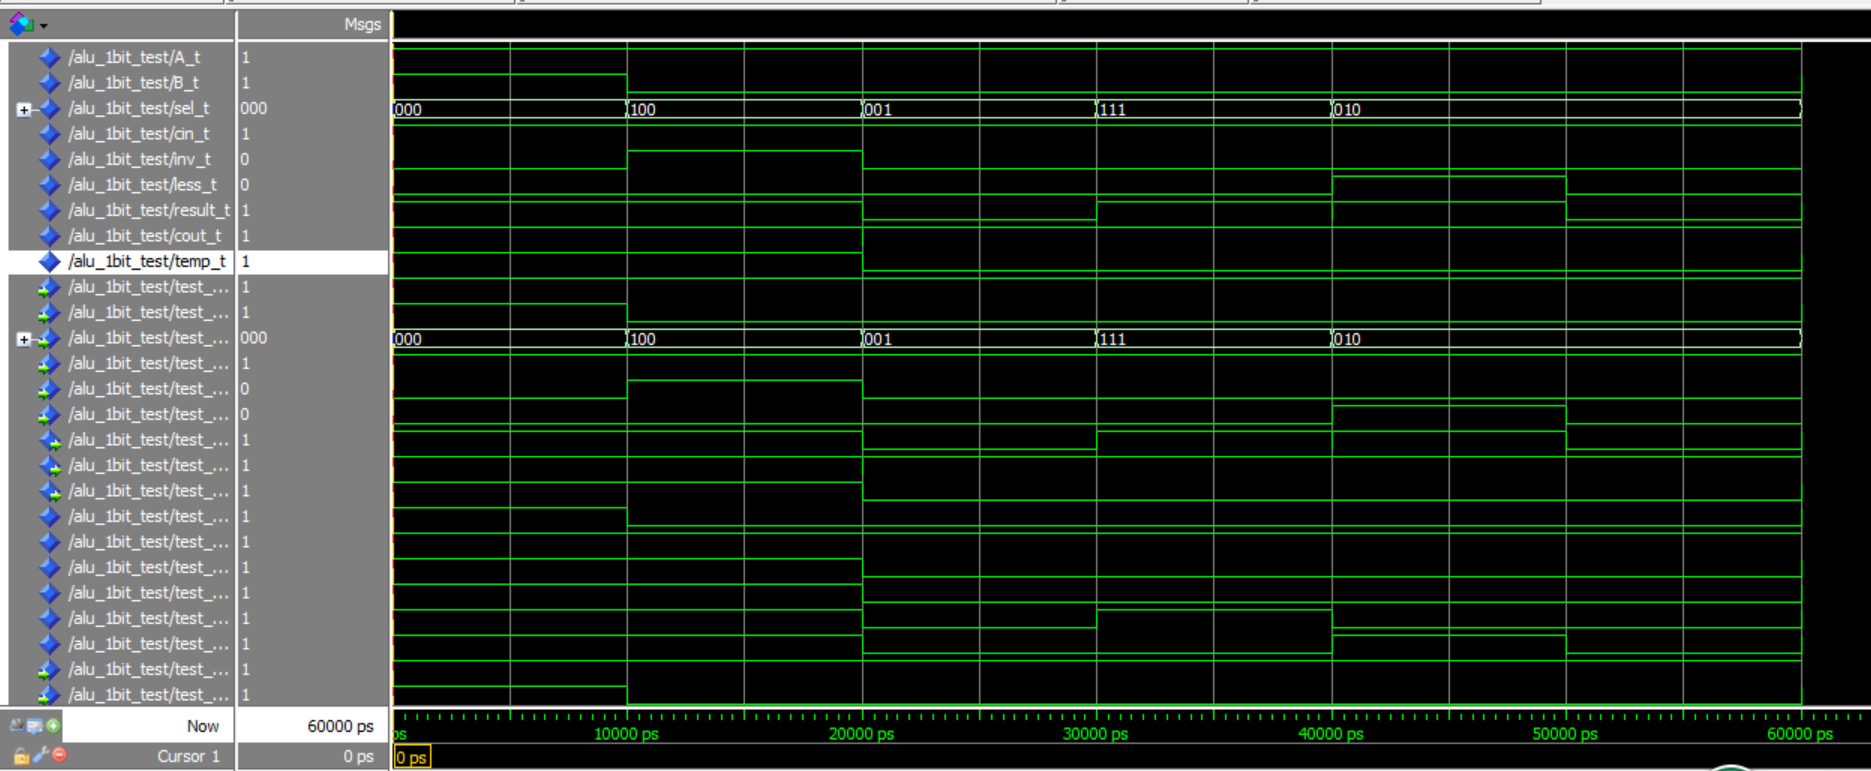 Msgs
/alu_1bit_test/A_t 1
/alu_1bit_test/B_t 1
/alu_1bit_test/sel_t 000 000 100 001 111 010
/alu_1bit_test/cin_t 1
/alu_1bit_test/inv_t 0
/alu_1bit_test/less_t 0
/alu_1bit_test/result_t 1
/alu_1bit_test/cout_t 1
/alu_1bit_test/temp_t 1
/alu_1bit_test/test_... 1
/alu_1bit_test/test_... 1
/alu_1bit_test/test_... 000 000 100 001 111 010
/alu_1bit_test/test_... 1
/alu_1bit_test/test_... 0
/alu_1bit_test/test_... 0
/alu_1bit_test/test_... 1
/alu_1bit_test/test_... 1
/alu_1bit_test/test_... 1
/alu_1bit_test/test_... 1
/alu_1bit_test/test_... 1
/alu_1bit_test/test_... 1
/alu_1bit_test/test_... 1
/alu_1bit_test/test_... 1
/alu_1bit_test/test_... 1
/alu_1bit_test/test_... 1
/alu_1bit_test/test_... 1
Now 60000 ps ps 10000 ps 20000 ps 30000 ps 40000 ps 50000 ps 60000 ps
Cursor 1 0 ps 0 ps